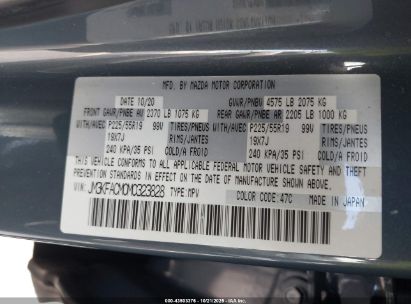 MFD. BY MAZDA MOTOR CORPORATION
DATE 10/20 GVWR/PNBV 4575 LB 2075 KG
FRONT GAWR/PNBE AV 2370 LB 1075 KG REAR GAWR/PNBE AR 2205 LB 1000 KG
WITH/AVEC P225/55R19 99V TIRES/PNEUS WITH/AVEC P225/55R19 99V TIRES/PNEUS
19X7J RIMS/JANTES 19X7J RIMS/JANTES
240 KPA/35 PSI COLD/A FROID 240 KPA/35 PSI COLD/A FROID
THIS VEHICLE CONFORMS TO ALL APPLICABLE FEDERAL MOTOR VEHICLE SAFETY AND THEFT
PREVENTION STANDARDS IN EFFECT ON THE DATE OF MANUFACTURE SHOWN ABOVE.
VIN: JM3KFACM0M0323828 TYPE: MPV COLOR CODE: 47C MADE IN JAPAN